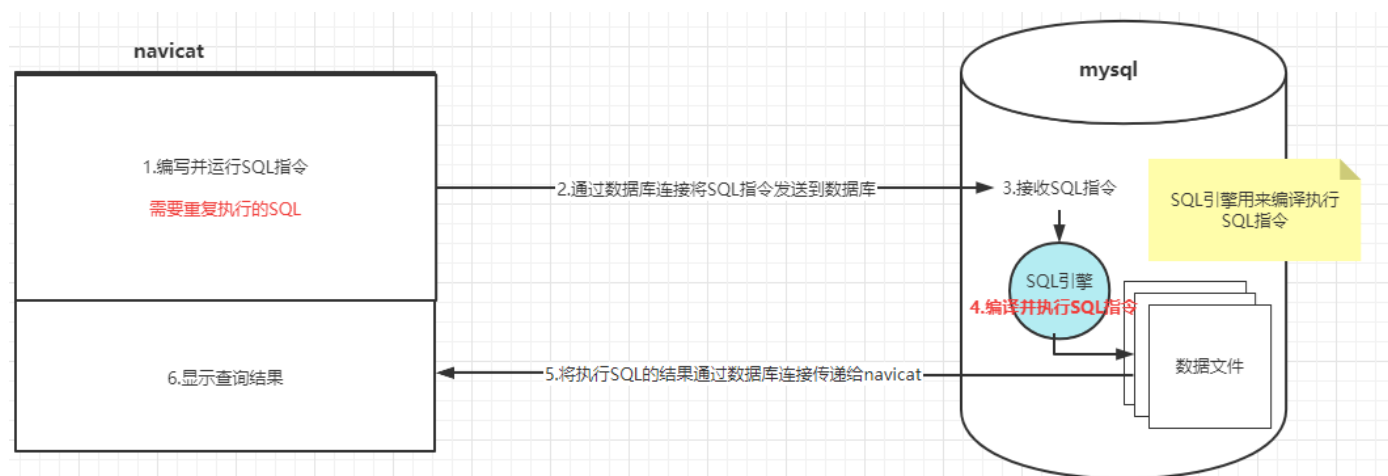 navicat
mysql
1.编写并运行SQL指令
需要重复执行的SQL
2.通过数据库连接将SQL指令发送到数据库
3.接收SQL指令
SQL引擎用来编译执行
SQL指令
SQL引擎
4.编译并执行SQL指令
数据文件
5.将执行SQL的结果通过数据库连接传递给navicat
6.显示查询结果